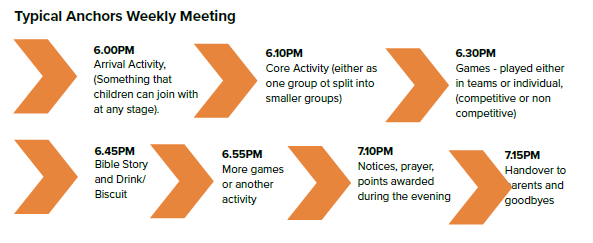 Typical Anchors Weekly Meeting
6.00PM
Arrival Activity,
(Something that
children can join with
at any stage).
6.10PM
Core Activity (either as
one group ot split into
smaller groups)
6.30PM
Games - played either
in teams or individual,
(competitive or non
competitive)
6.45PM
Bible Story
and Drink/
Biscuit
6.55PM
More games
or another
activity
7.10PM
Notices, prayer,
points awarded
during the evening
7.15PM
Handover to
parents and
goodbyes